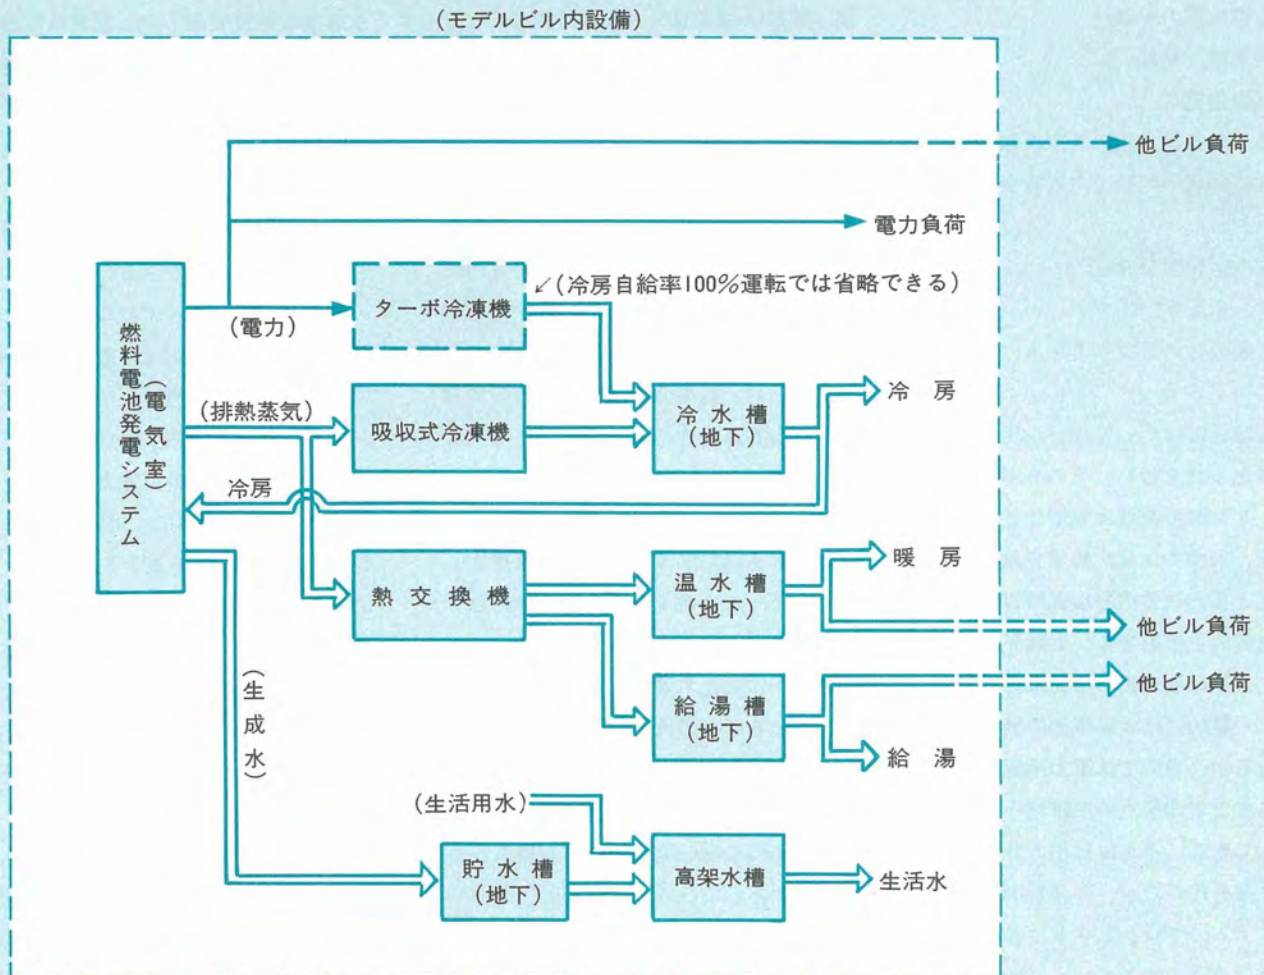 (モデルビル内設備)
他ビル負荷
電力負荷
↙(冷房自給率100%運転では省略できる)
ターボ冷凍機
(電力)
燃料電池発電システム
(電気室)
冷房
(排熱蒸気)
吸収式冷凍機
冷水槽
(地下)
冷房
暖房
熱交換機
温水槽
(地下)
他ビル負荷
他ビル負荷
(生成水)
給湯槽
(地下)
給湯
(生活用水)
貯水槽
(地下)
高架水槽
生活水